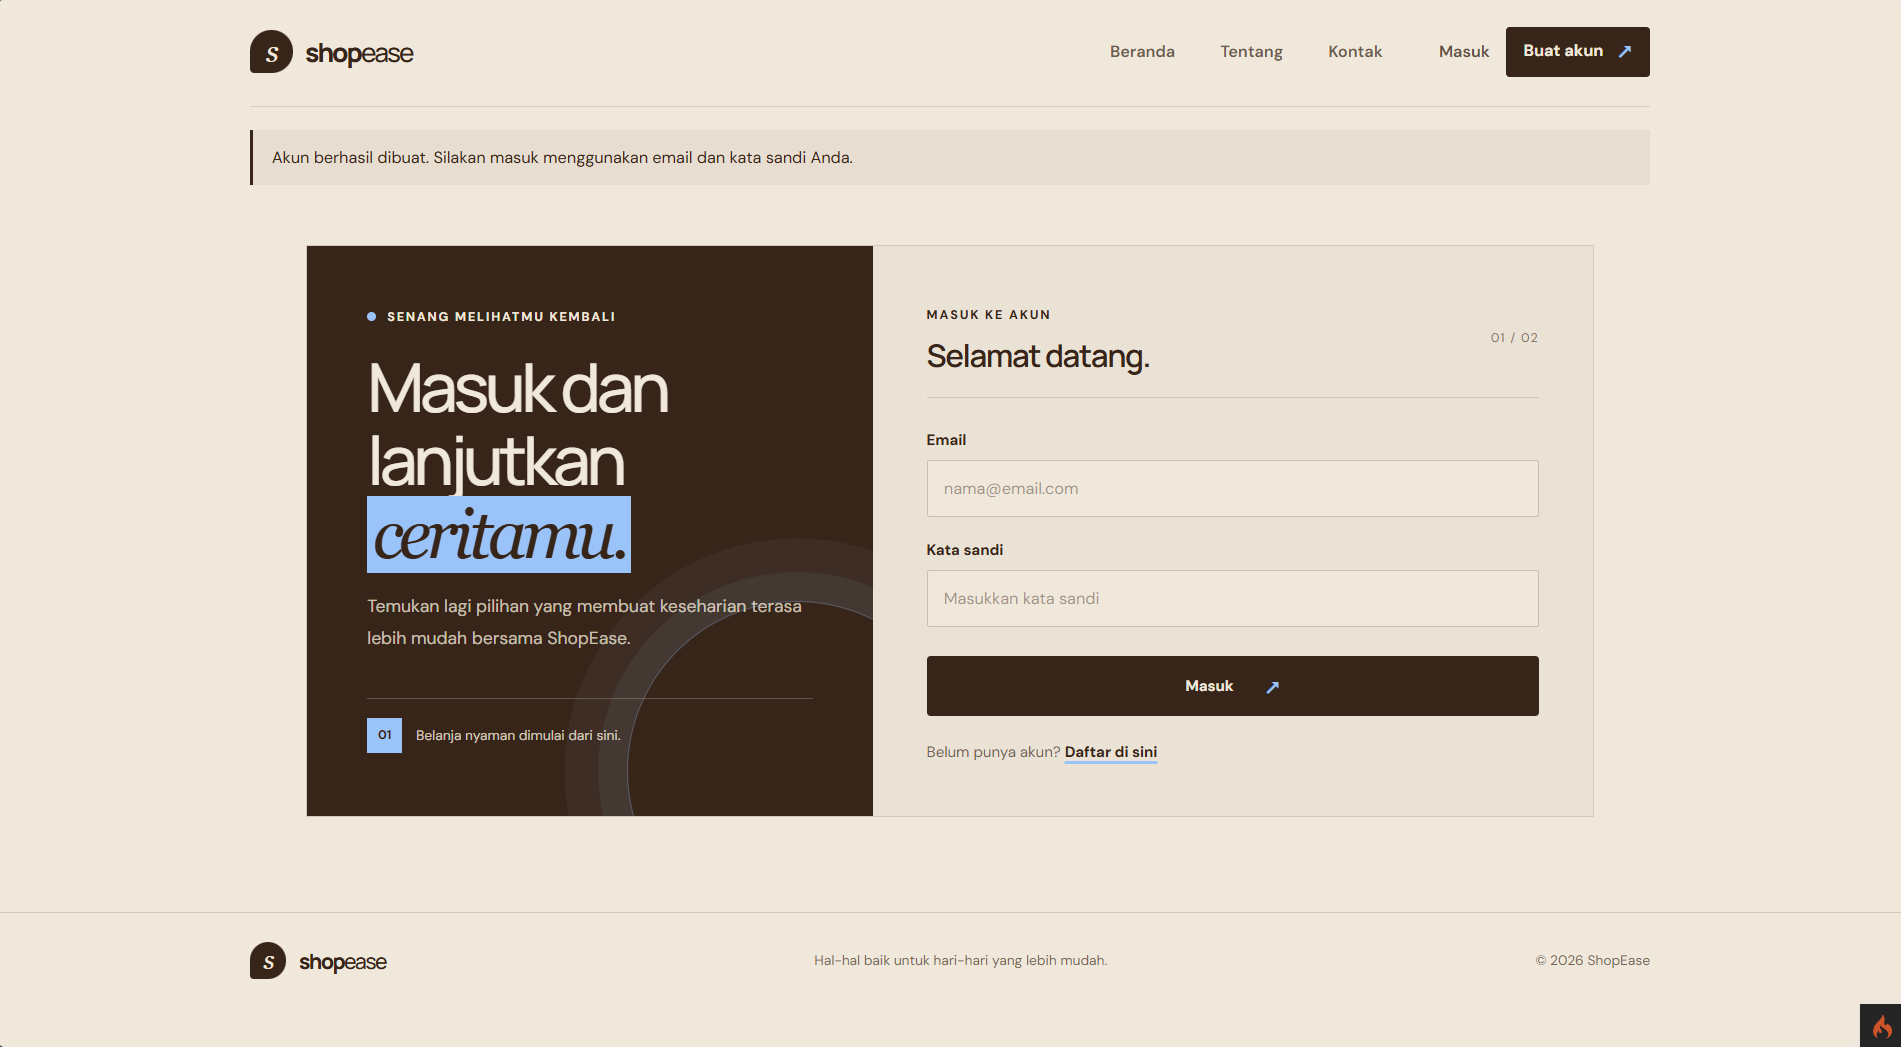 s shopease
Beranda Tentang Kontak Masuk Buat akun ↗
Akun berhasil dibuat. Silakan masuk menggunakan email dan kata sandi Anda.
SENANG MELIHATMU KEMBALI
Masuk dan
lanjutkan
ceritamu.
Temukan lagi pilihan yang membuat keseharian terasa
lebih mudah bersama ShopEase.
01 Belanja nyaman dimulai dari sini.
MASUK KE AKUN
Selamat datang.
01 / 02
Email
nama@email.com
Kata sandi
Masukkan kata sandi
Masuk ↗
Belum punya akun? Daftar di sini
s shopease
Hal-hal baik untuk hari-hari yang lebih mudah.
© 2026 ShopEase